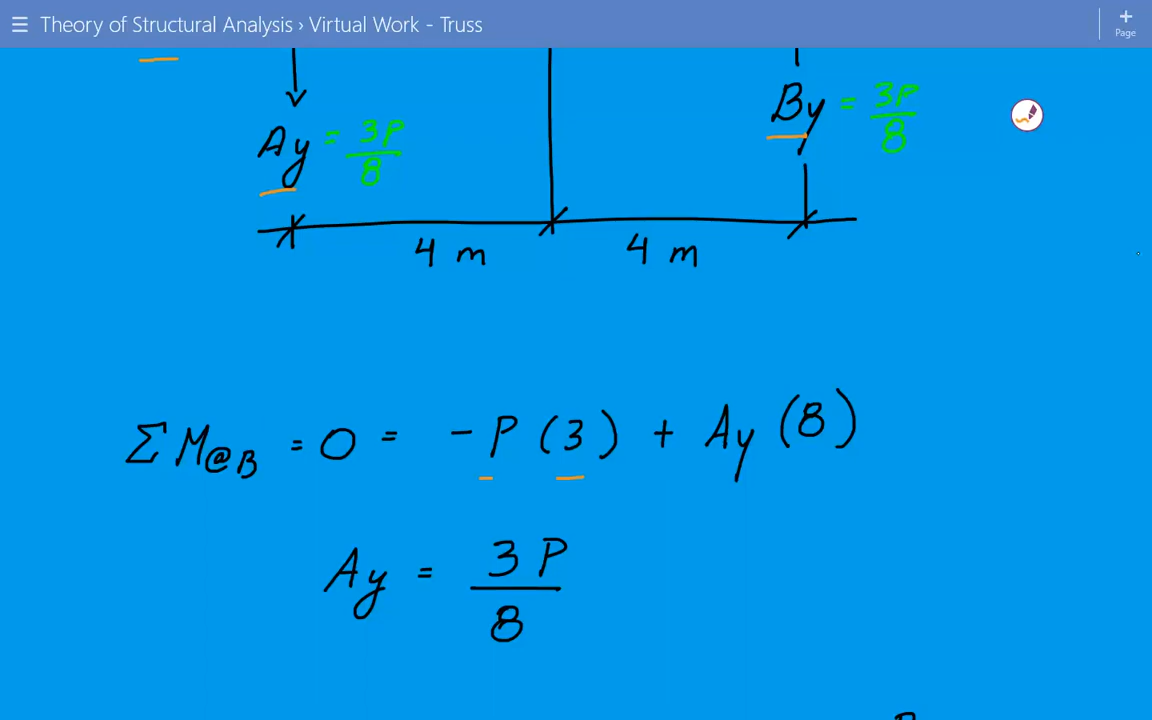 Theory of Structural Analysis › Virtual Work - Truss
Page
Ay = 3P/8
By = 3P/8
4 m 4 m
ΣM@B = 0 = - P (3) + Ay (8)
Ay = 3P/8